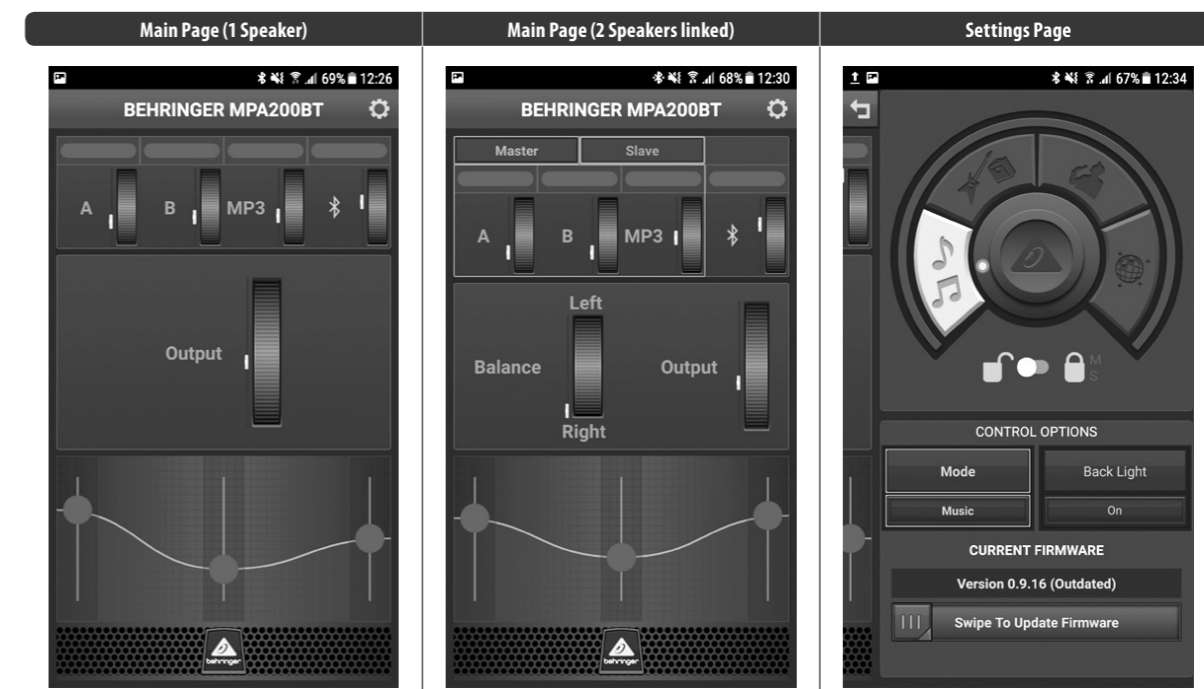 Main Page (1 Speaker)
69% 12:26
BEHRINGER MPA200BT
A B MP3
Output
behringer
Main Page (2 Speakers linked)
68% 12:30
BEHRINGER MPA200BT
Master Slave
A B MP3
Left
Balance Output
Right
behringer
Settings Page
67% 12:34
M
S
CONTROL OPTIONS
Mode Back Light
Music On
CURRENT FIRMWARE
Version 0.9.16 (Outdated)
Swipe To Update Firmware